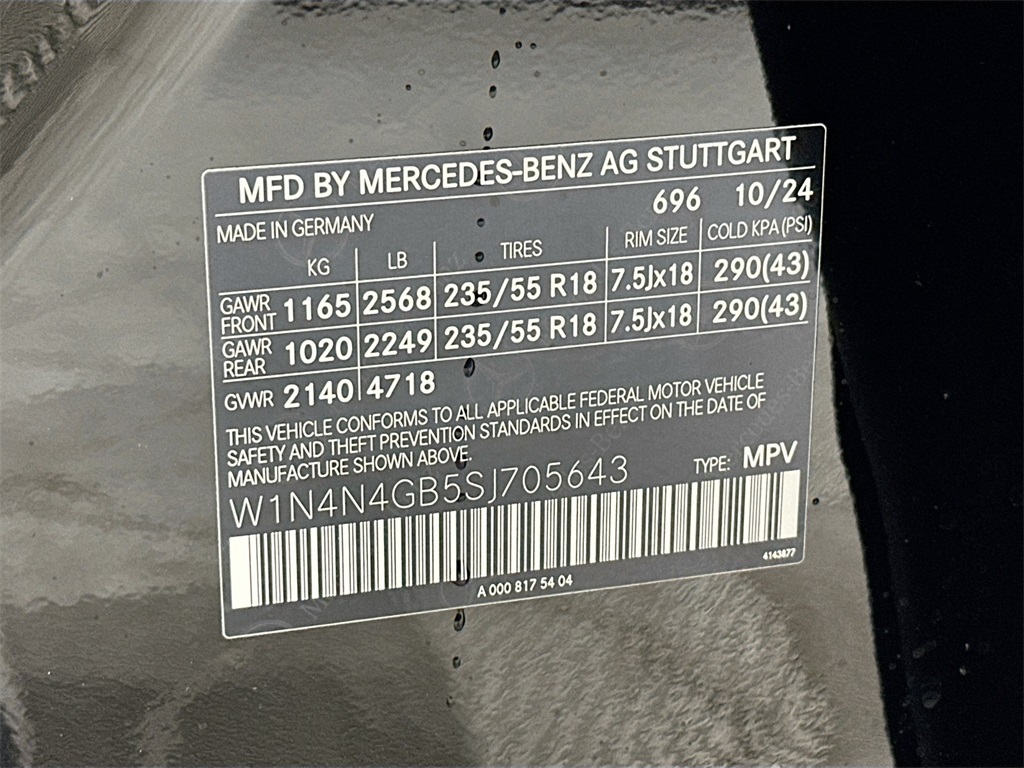 MFD BY MERCEDES-BENZ AG STUTTGART
MADE IN GERMANY 696 10/24
KG LB TIRES RIM SIZE COLD KPA (PSI)
GAWR FRONT 1165 2568 235/55 R18 7.5Jx18 290(43)
GAWR REAR 1020 2249 235/55 R18 7.5Jx18 290(43)
GVWR 2140 4718
THIS VEHICLE CONFORMS TO ALL APPLICABLE FEDERAL MOTOR VEHICLE
SAFETY AND THEFT PREVENTION STANDARDS IN EFFECT ON THE DATE OF
MANUFACTURE SHOWN ABOVE.
W1N4N4GB5SJ705643 TYPE: MPV
4143877
A 000 817 54 04